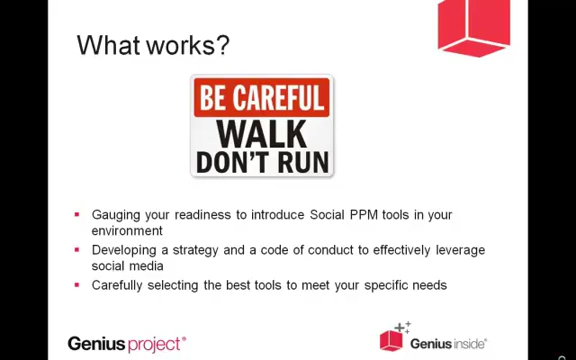 What works?
BE CAREFUL
WALK
DON'T RUN
Gauging your readiness to introduce Social PPM tools in your
environment
Developing a strategy and a code of conduct to effectively leverage
social media
Carefully selecting the best tools to meet your specific needs
Genius project®
Genius inside®